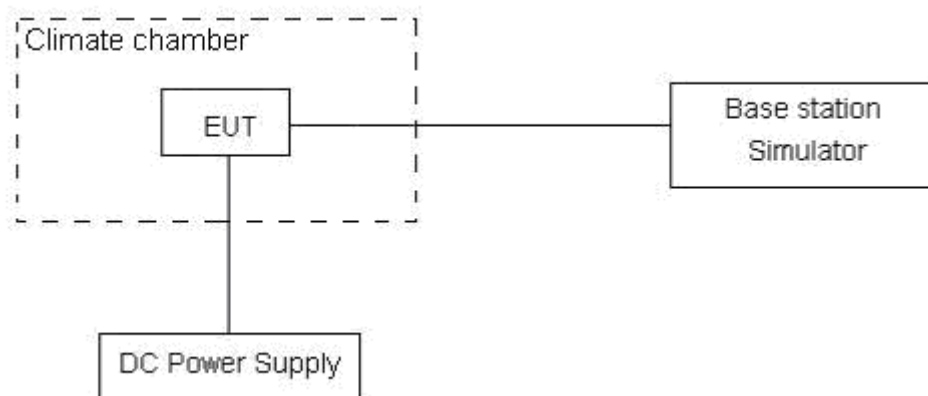 Climate chamber
EUT
Base station
Simulator
DC Power Supply